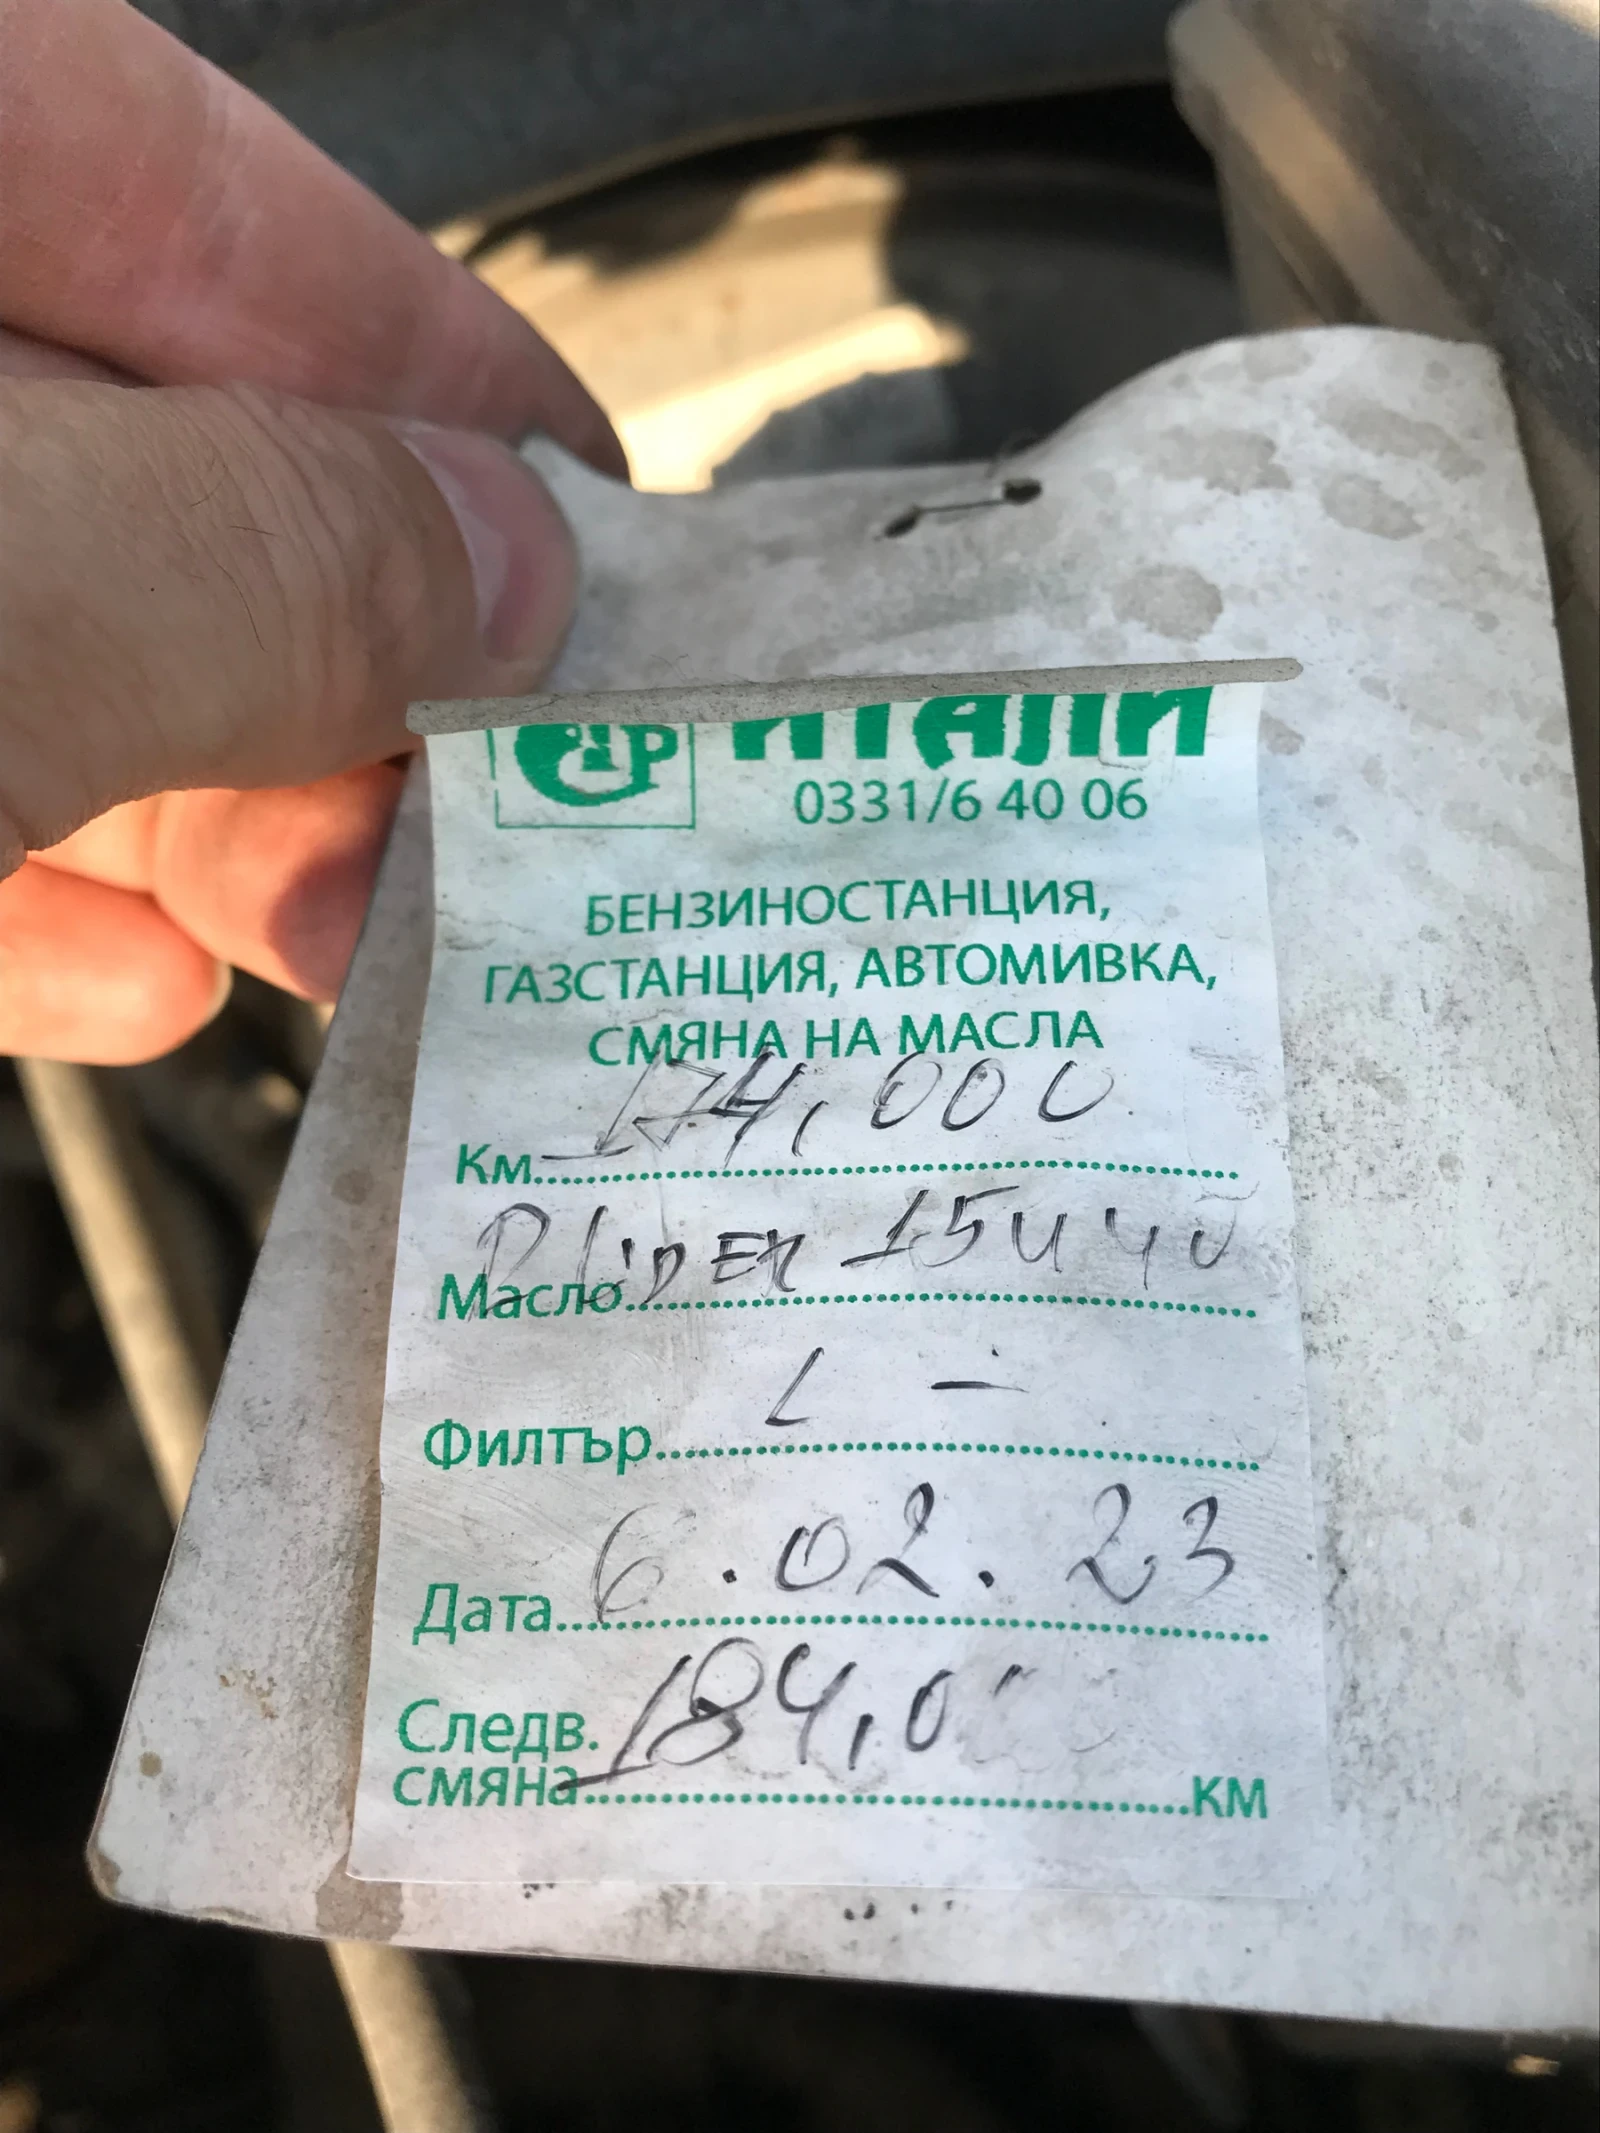 ИТАЛИ
0331/6 40 06
БЕНЗИНОСТАНЦИЯ,
ГАЗСТАНЦИЯ, АВТОМИВКА,
СМЯНА НА МАСЛА
Км. 174,000
Масло. 15W40
Филтър. L -
Дата. 6.02.23
Следв. 184,0
смяна. КМ